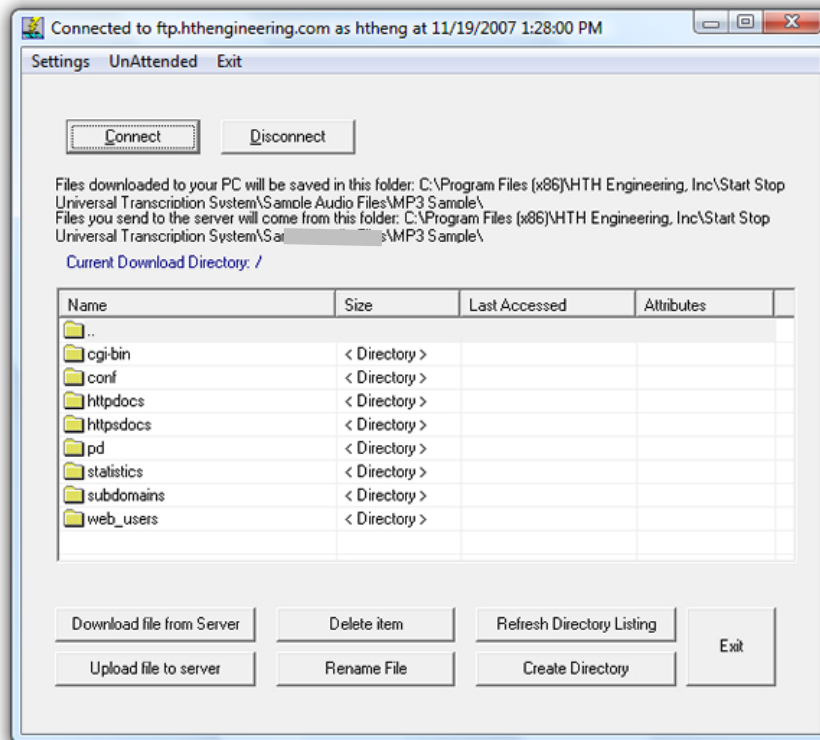 Connected to ftp.hthengineering.com as htheng at 11/19/2007 1:28:00 PM
Settings UnAttended Exit
Connect Disconnect
Files downloaded to your PC will be saved in this folder: C:\Program Files (x86)\HTH Engineering, Inc\Start Stop
Universal Transcription System\Sample Audio Files\MP3 Sample\
Files you send to the server will come from this folder: C:\Program Files (x86)\HTH Engineering, Inc\Start Stop
Universal Transcription System\ \MP3 Sample\
Current Download Directory: /
Name Size Last Accessed Attributes
..
cgi-bin < Directory >
conf < Directory >
httpdocs < Directory >
httpsdocs < Directory >
pd < Directory >
statistics < Directory >
subdomains < Directory >
web_users < Directory >
Download file from Server Delete item Refresh Directory Listing
Exit
Upload file to server Rename File Create Directory